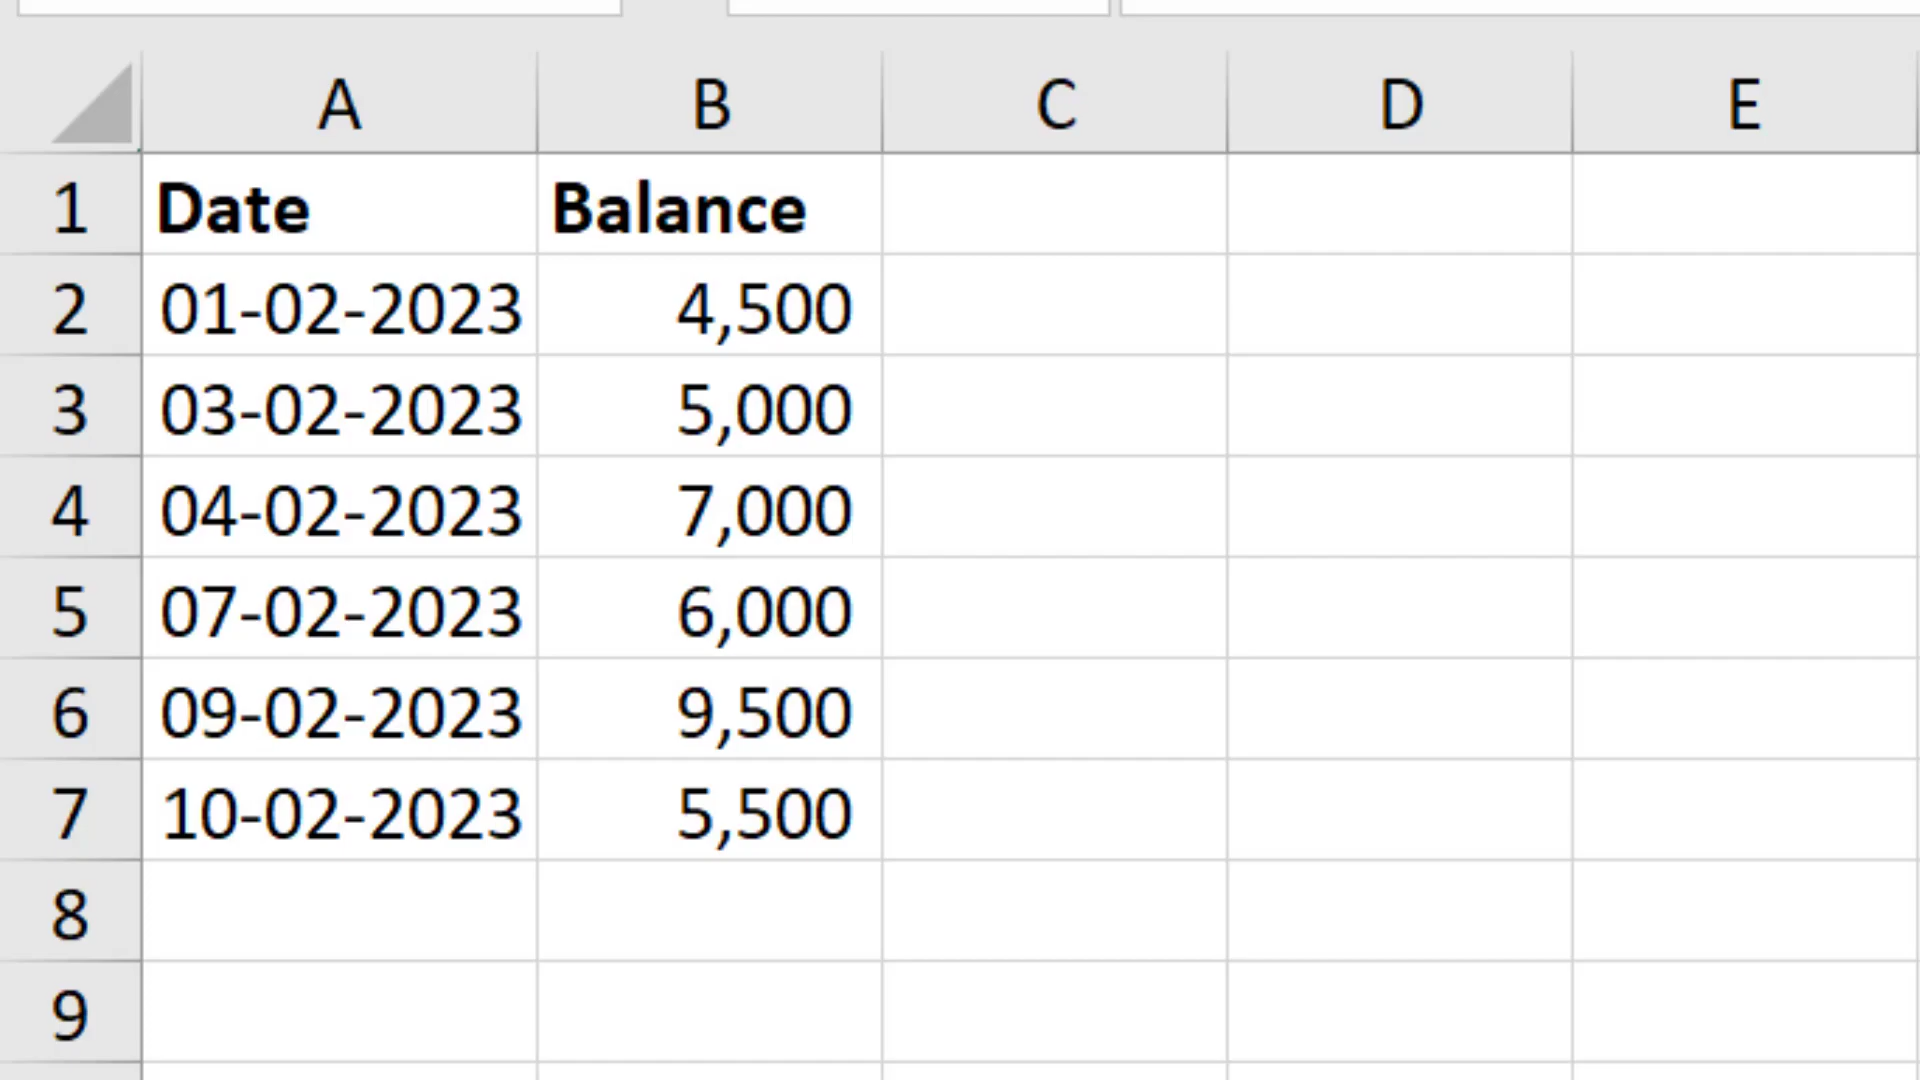 A B C D E
1 Date Balance
2 01-02-2023 4,500
3 03-02-2023 5,000
4 04-02-2023 7,000
5 07-02-2023 6,000
6 09-02-2023 9,500
7 10-02-2023 5,500
8
9